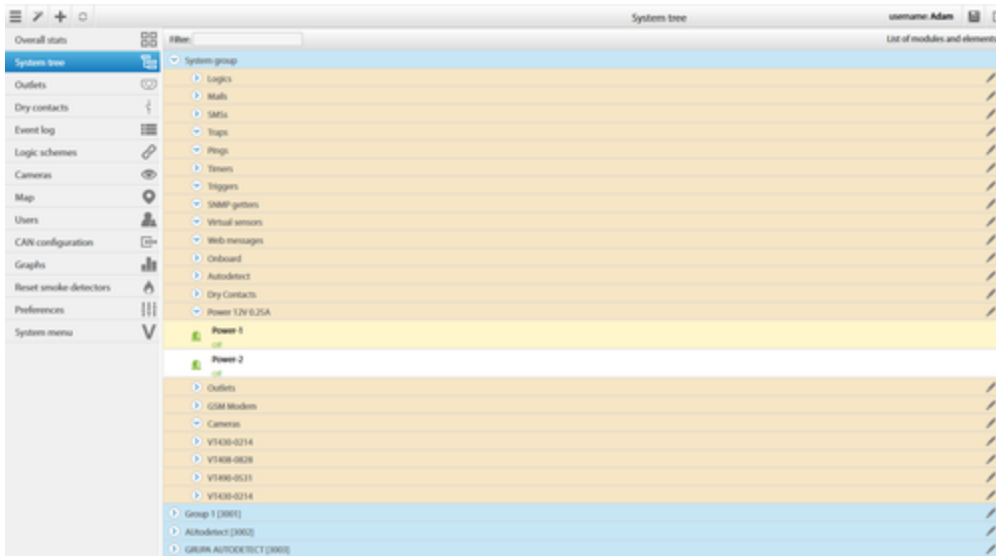 System tree
username: Adam
Overall stats
Filter:
List of modules and elements
System tree
System group
Outlets
Logics
Dry contacts
Mails
SMSs
Event log
Traps
Logic schemes
Pings
Cameras
Timers
Triggers
Map
SNMP getters
Users
Virtual sensors
CAN configuration
Web messages
Graphs
Onboard
Autodetect
Reset smoke detectors
Dry Contacts
Preferences
Power 12V 0.25A
System menu
Power-1
Off
Power-2
Off
Outlets
GSM Modem
Cameras
VT430-0214
VT408-0828
VT490-0531
VT430-0214
Group 1 [3001]
AUtodetect [3002]
GRUPA AUTODETECT [3003]